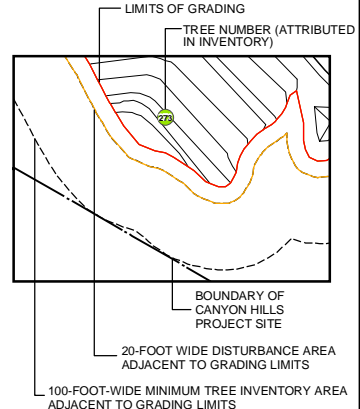 LIMITS OF GRADING
TREE NUMBER (ATTRIBUTED
IN INVENTORY)
273
BOUNDARY OF
CANYON HILLS
PROJECT SITE
20-FOOT WIDE DISTURBANCE AREA
ADJACENT TO GRADING LIMITS
100-FOOT-WIDE MINIMUM TREE INVENTORY AREA
ADJACENT TO GRADING LIMITS